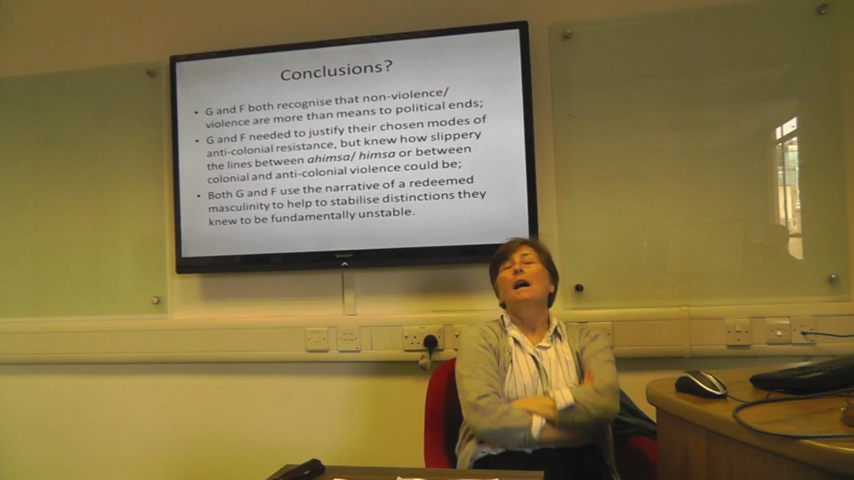 Conclusions?
• G and F both recognise that non-violence/
violence are more than means to political ends;
• G and F needed to justify their chosen modes of
anti-colonial resistance, but knew how slippery
the lines between ahimsa/ himsa or between
colonial and anti-colonial violence could be;
• Both G and F use the narrative of a redeemed
masculinity to help to stabilise distinctions they
knew to be fundamentally unstable.